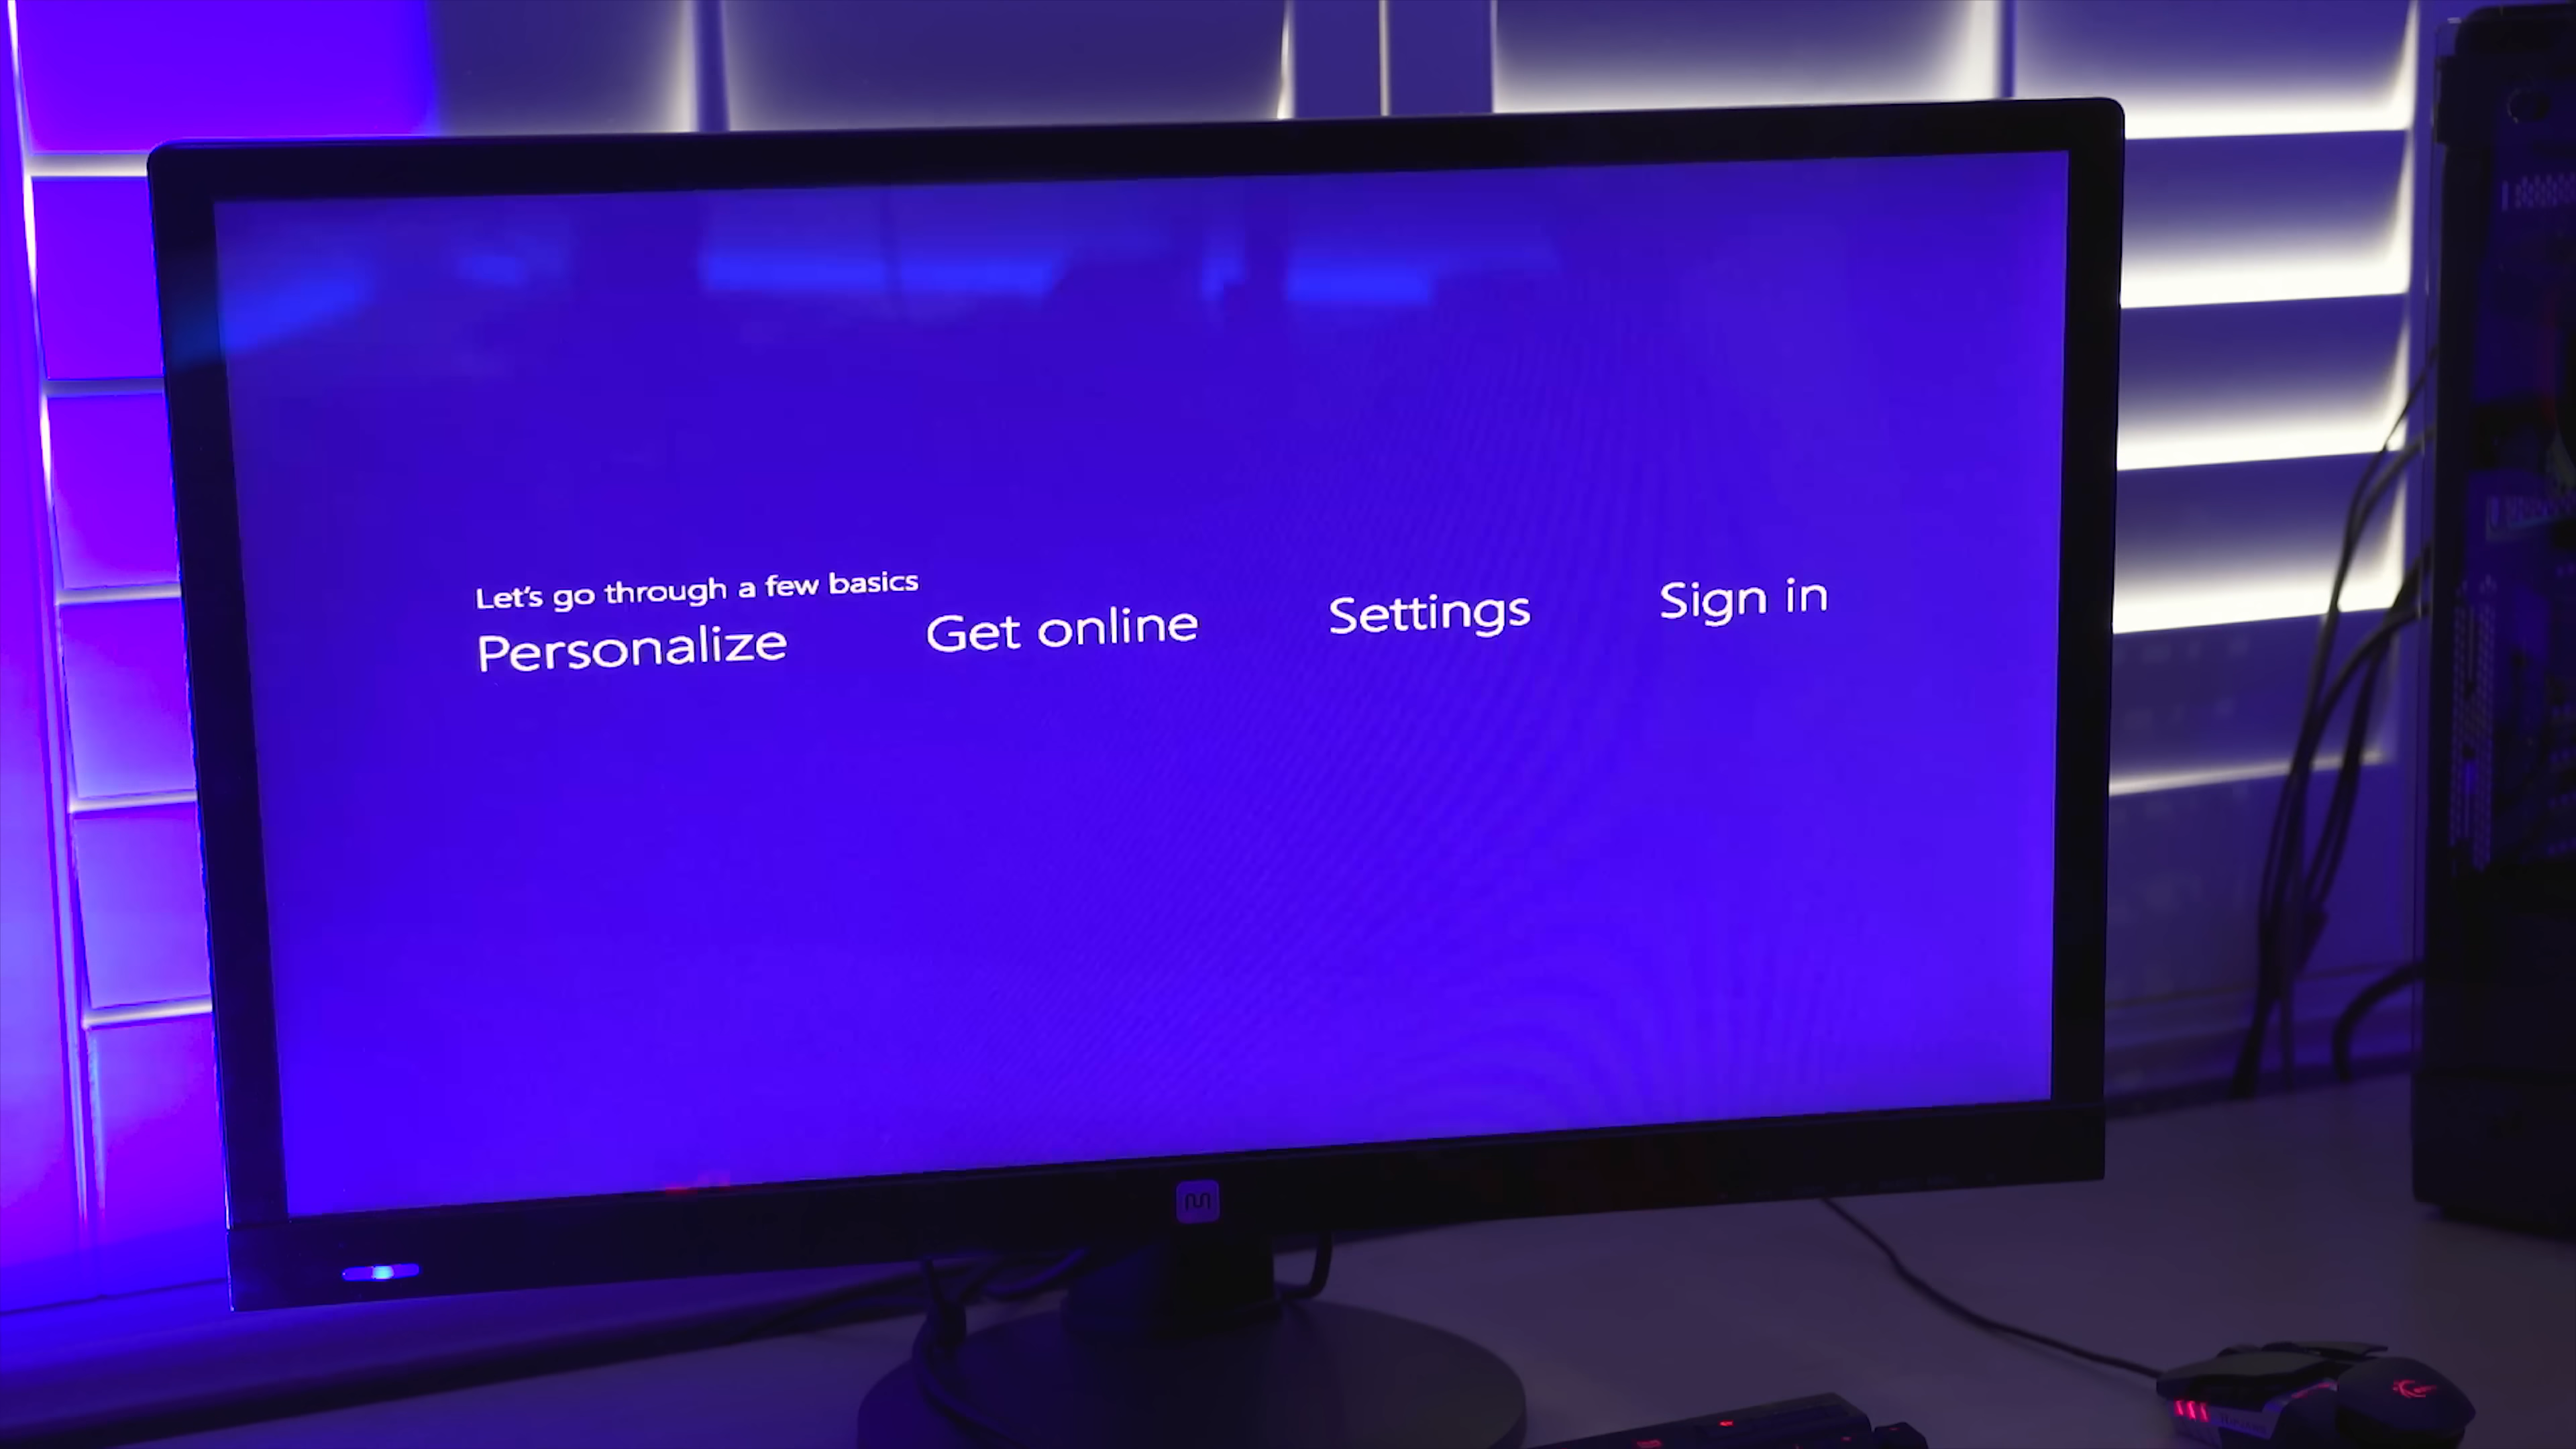 Let's go through a few basics
Personalize
Get online
Settings
Sign in